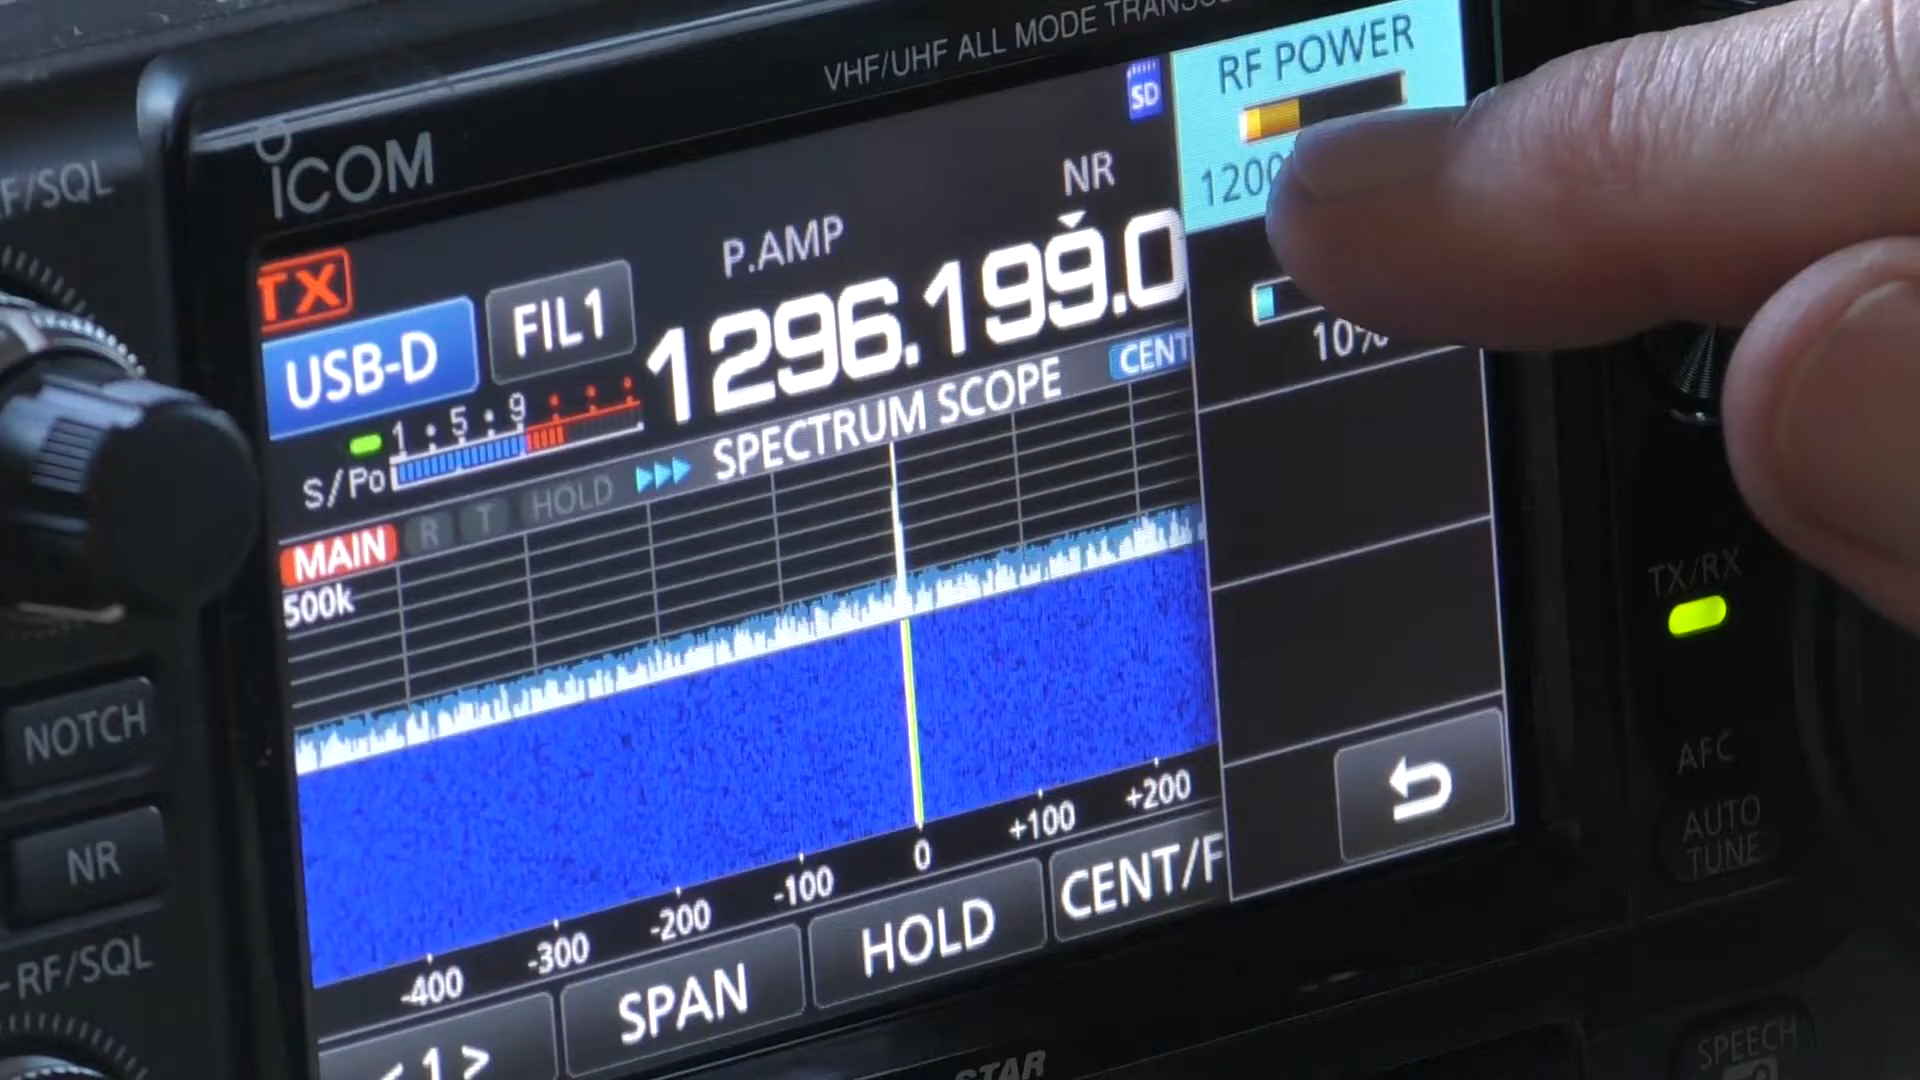 VHF/UHF ALL MODE
ICOM
SD
RF POWER
F/SQL
NR
P.AMP
TX
USB-D
FIL1
1296.199.0
10%
1 5 9
S/Po
SPECTRUM SCOPE
CENT
MAIN
R T HOLD
500k
TX/RX
NOTCH
AFC
AUTO
TUNE
NR
-400 -300 -200 -100 0 +100 +200
-RF/SQL
< 1 >
SPAN
HOLD
CENT/F
STAR
SPEECH